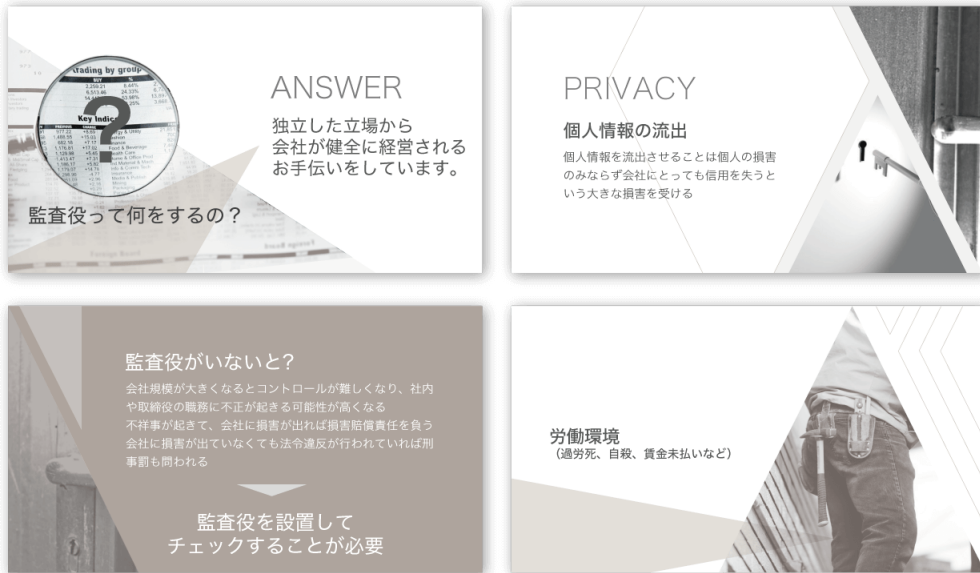 ?
監査役って何をするの？
ANSWER
独立した立場から
会社が健全に経営される
お手伝いをしています。
PRIVACY
個人情報の流出
個人情報を流出させることは個人の損害
のみならず会社にとっても信用を失うと
いう大きな損害を受ける
監査役がいないと?
会社規模が大きくなるとコントロールが難しくなり、社内
や取締役の職務に不正が起きる可能性が高くなる
不祥事が起きて、会社に損害が出れば損害賠償責任を負う
会社に損害が出ていなくても法令違反が行われていれば刑
事罰も問われる
監査役を設置して
チェックすることが必要
労働環境
（過労死、自殺、賃金未払いなど）